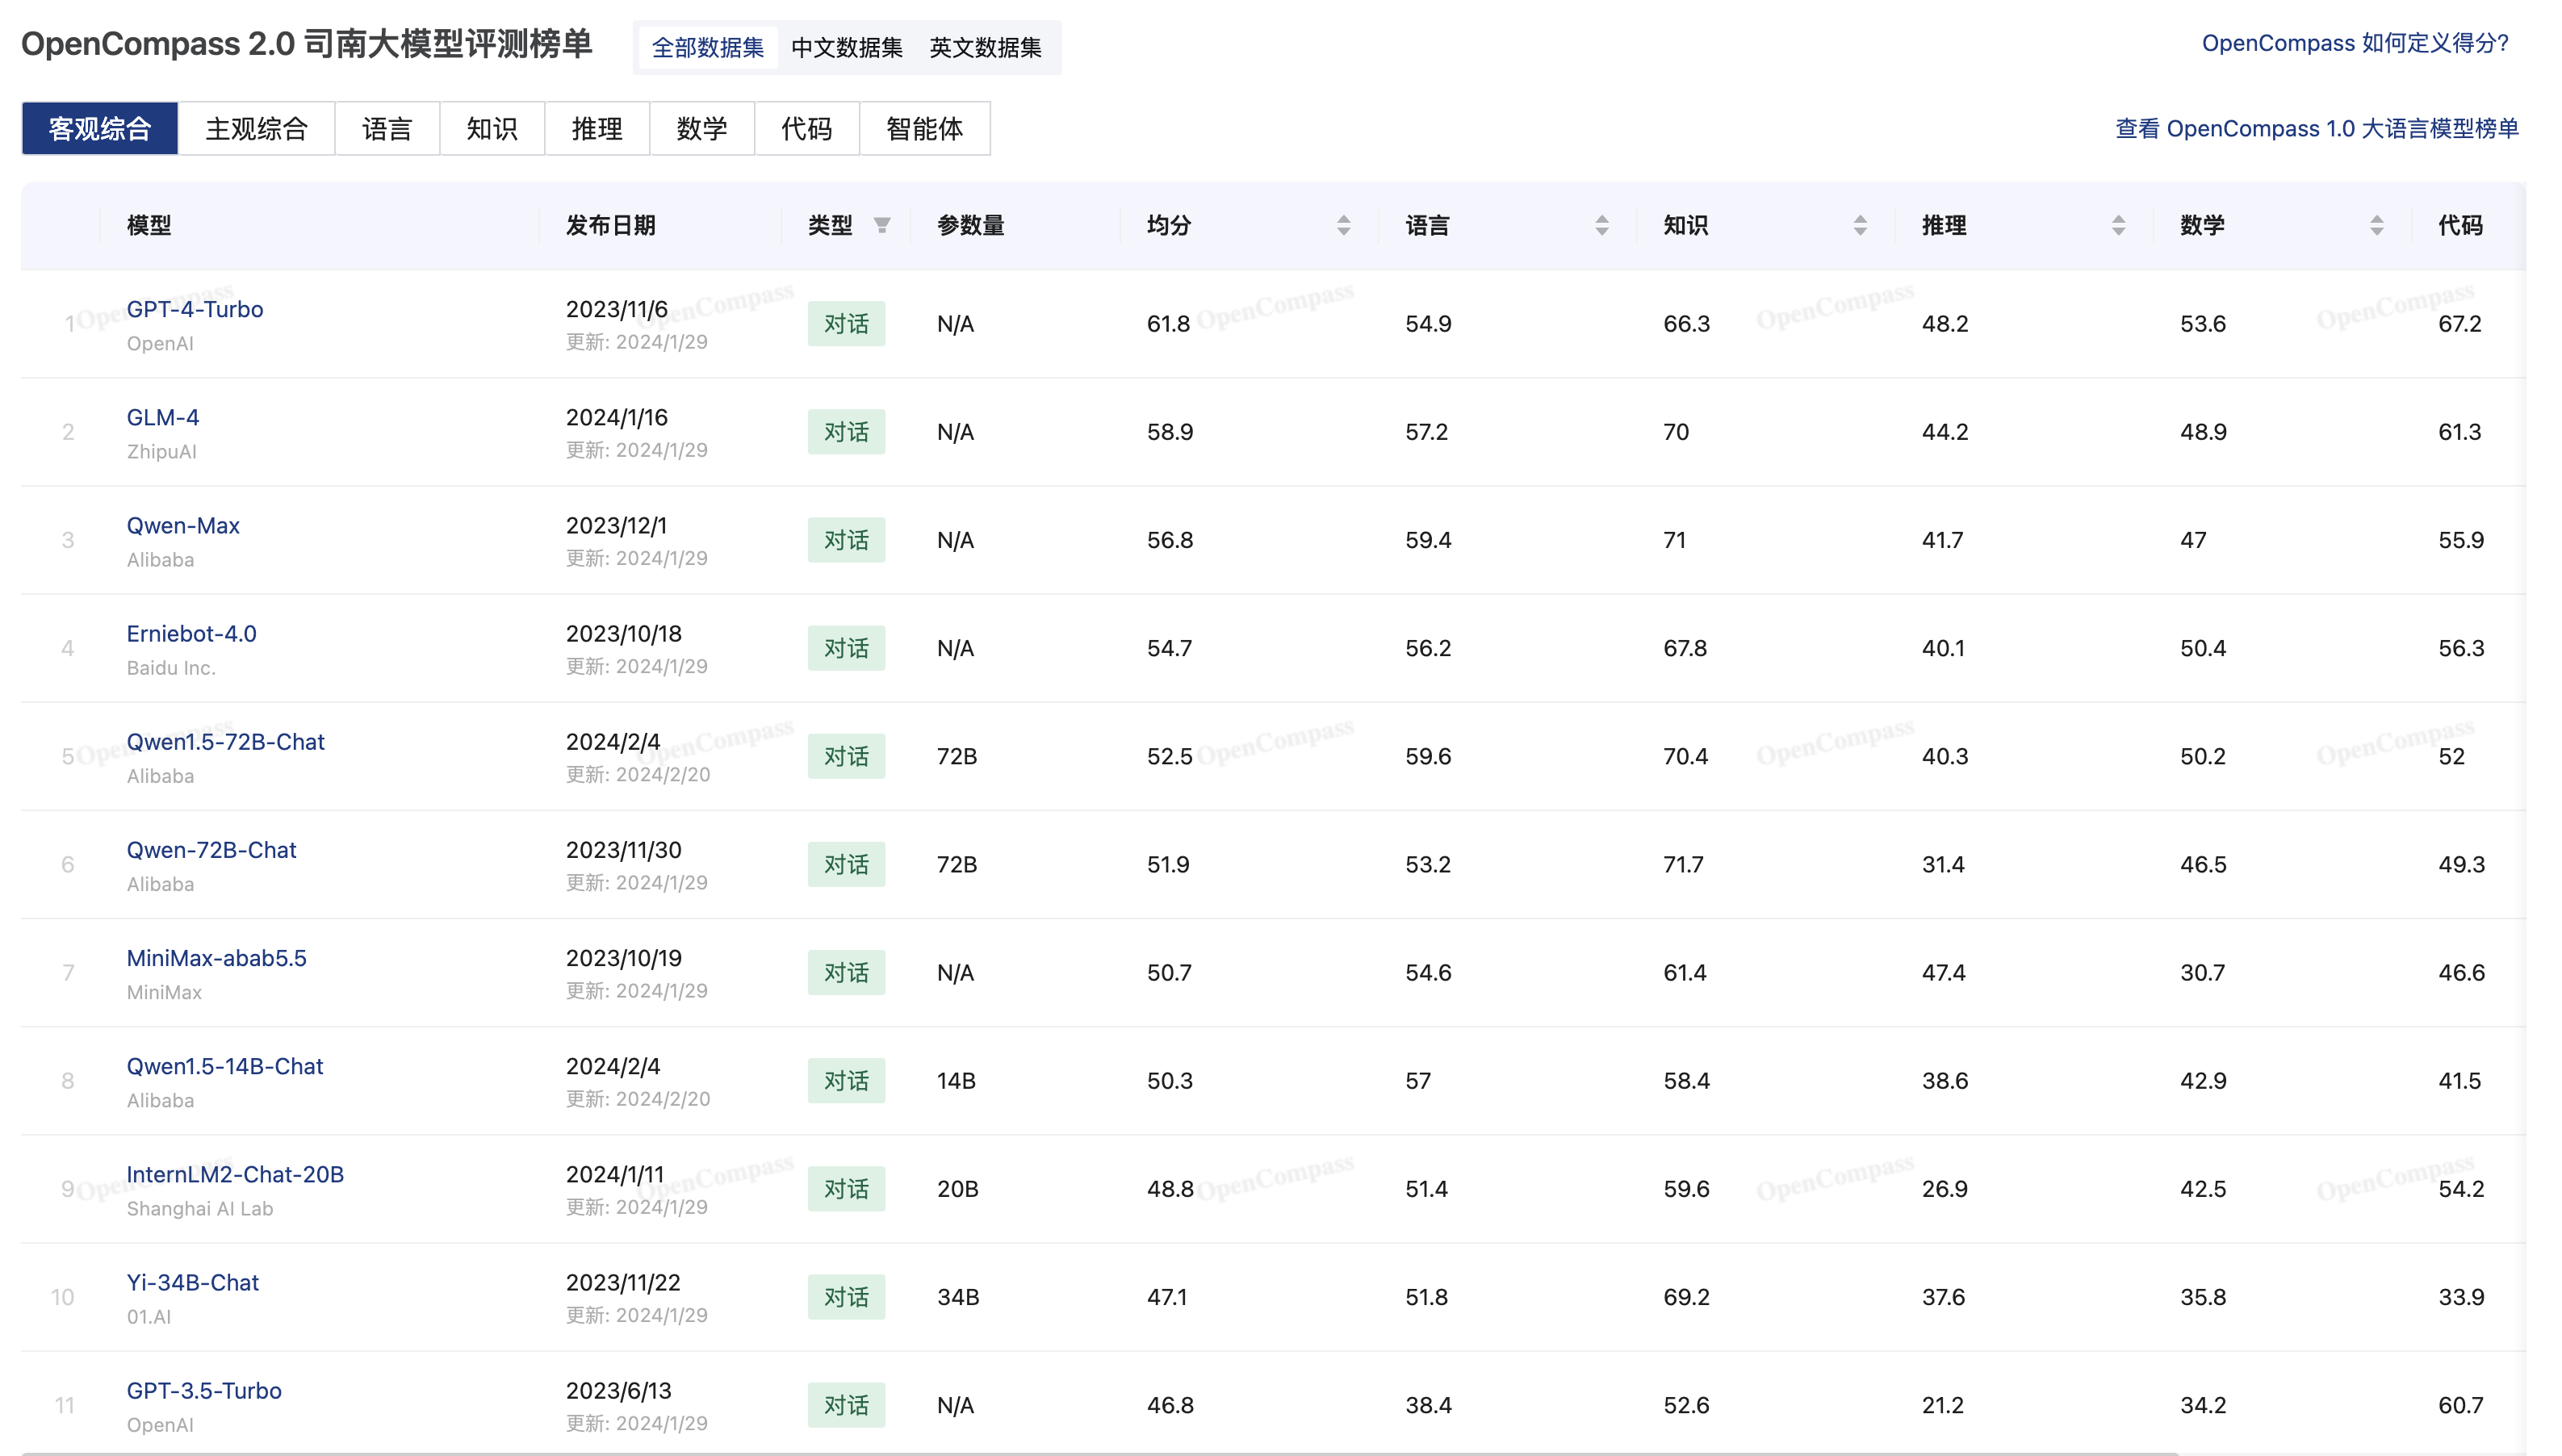 OpenCompass 2.0 司南大模型评测榜单 全部数据集 中文数据集 英文数据集 OpenCompass 如何定义得分?
客观综合 主观综合 语言 知识 推理 数学 代码 智能体 查看 OpenCompass 1.0 大语言模型榜单
模型 发布日期 类型 参数量 均分 语言 知识 推理 数学 代码
1 GPT-4-Turbo 2023/11/6 对话 N/A 61.8 54.9 66.3 48.2 53.6 67.2
OpenAI 更新: 2024/1/29
OpenCompass OpenCompass OpenCompass OpenCompass OpenCompass
2 GLM-4 2024/1/16 对话 N/A 58.9 57.2 70 44.2 48.9 61.3
ZhipuAI 更新: 2024/1/29
3 Qwen-Max 2023/12/1 对话 N/A 56.8 59.4 71 41.7 47 55.9
Alibaba 更新: 2024/1/29
4 Erniebot-4.0 2023/10/18 对话 N/A 54.7 56.2 67.8 40.1 50.4 56.3
Baidu Inc. 更新: 2024/1/29
5 Qwen1.5-72B-Chat 2024/2/4 对话 72B 52.5 59.6 70.4 40.3 50.2 52
Alibaba 更新: 2024/2/20
OpenCompass OpenCompass OpenCompass OpenCompass OpenCompass
6 Qwen-72B-Chat 2023/11/30 对话 72B 51.9 53.2 71.7 31.4 46.5 49.3
Alibaba 更新: 2024/1/29
7 MiniMax-abab5.5 2023/10/19 对话 N/A 50.7 54.6 61.4 47.4 30.7 46.6
MiniMax 更新: 2024/1/29
8 Qwen1.5-14B-Chat 2024/2/4 对话 14B 50.3 57 58.4 38.6 42.9 41.5
Alibaba 更新: 2024/2/20
9 InternLM2-Chat-20B 2024/1/11 对话 20B 48.8 51.4 59.6 26.9 42.5 54.2
Shanghai AI Lab 更新: 2024/1/29
OpenCompass OpenCompass OpenCompass OpenCompass OpenCompass
10 Yi-34B-Chat 2023/11/22 对话 34B 47.1 51.8 69.2 37.6 35.8 33.9
01.AI 更新: 2024/1/29
11 GPT-3.5-Turbo 2023/6/13 对话 N/A 46.8 38.4 52.6 21.2 34.2 60.7
OpenAI 更新: 2024/1/29